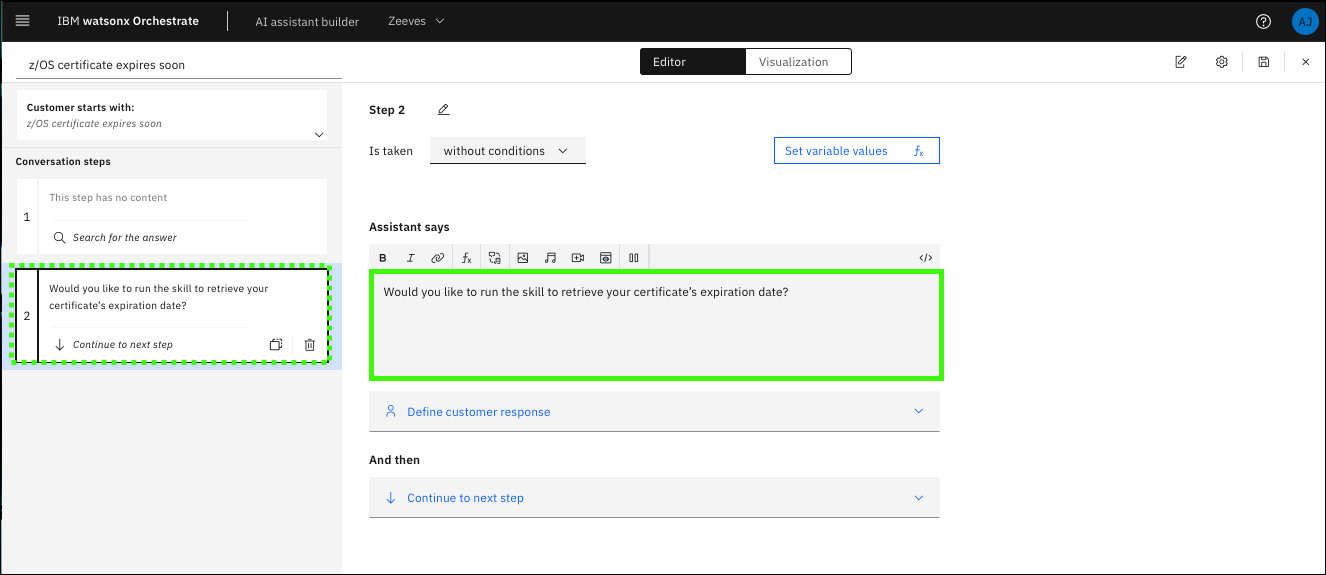 IBM watsonx Orchestrate
AI assistant builder
Zeeves
AJ
z/OS certificate expires soon
Editor
Visualization
Customer starts with:
z/OS certificate expires soon
Conversation steps
1
This step has no content
Search for the answer
2
Would you like to run the skill to retrieve your
certificate's expiration date?
Continue to next step
Step 2
Is taken
without conditions
Set variable values
fx
Assistant says
B
I
fx
</>
Would you like to run the skill to retrieve your certificate's expiration date?
Define customer response
And then
Continue to next step